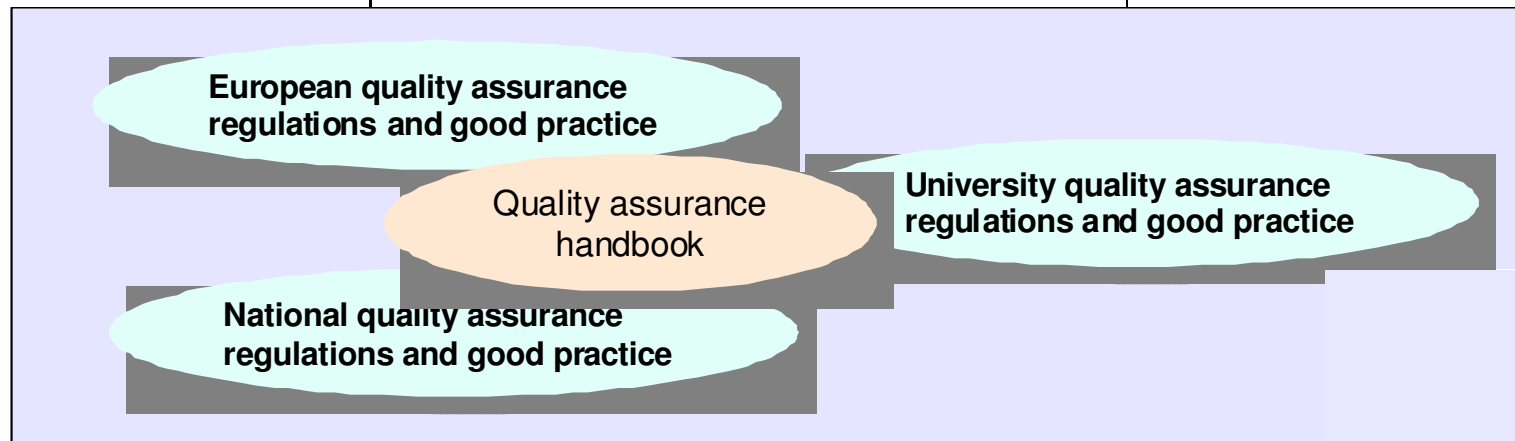 European quality assurance
regulations and good practice
University quality assurance
regulations and good practice
Quality assurance
handbook
National quality assurance
regulations and good practice